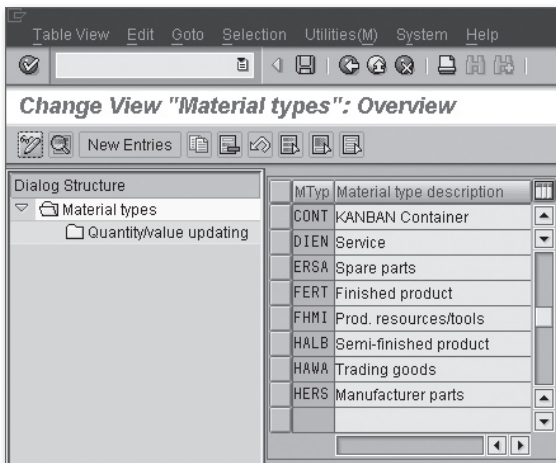 Table View Edit Goto Selection Utilities(M) System Help
Change View "Material types": Overview
New Entries
Dialog Structure
Material types
Quantity/value updating
MTyp Material type description
CONT KANBAN Container
DIEN Service
ERSA Spare parts
FERT Finished product
FHMI Prod. resources/tools
HALB Semi-finished product
HAWA Trading goods
HERS Manufacturer parts